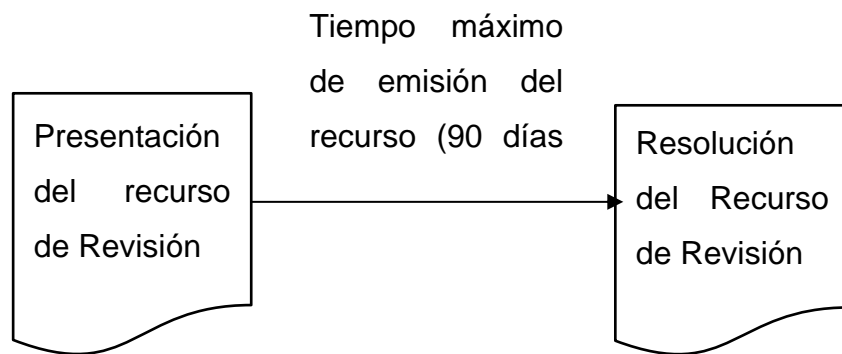 Tiempo máximo
de emisión del
recurso (90 días
Presentación
del recurso
de Revisión
Resolución
del Recurso
de Revisión